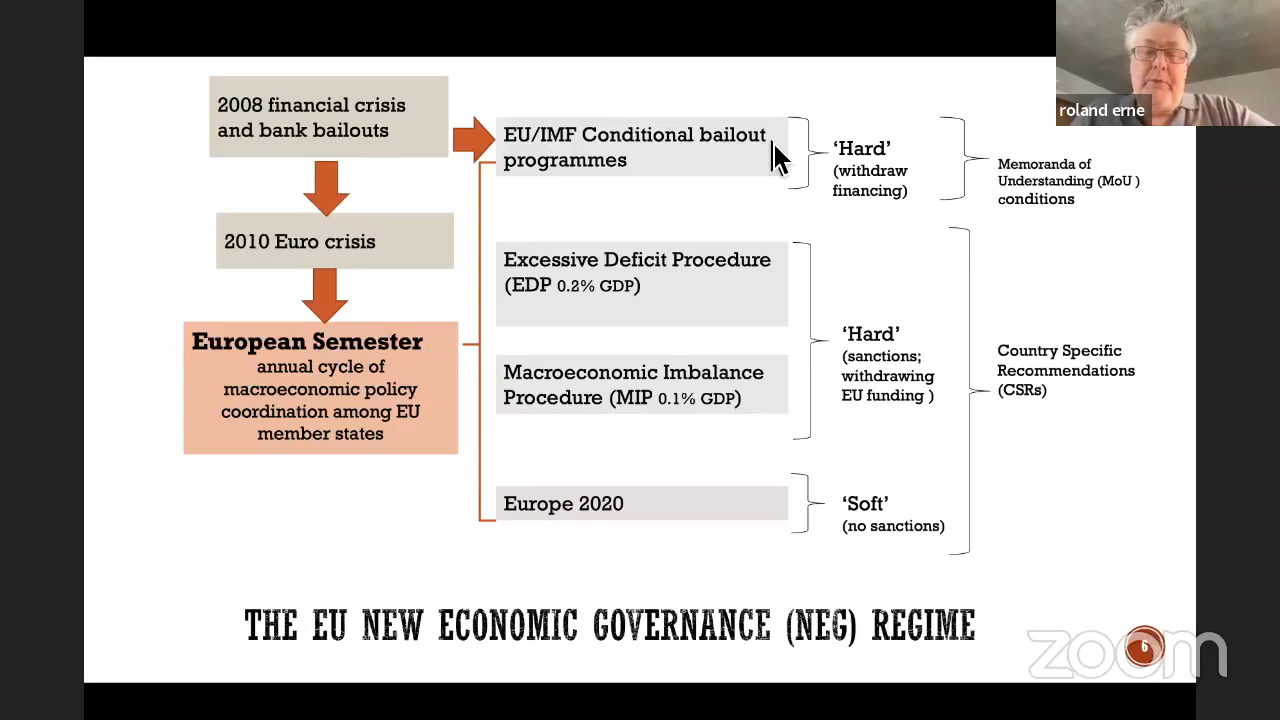 roland erne
2008 financial crisis
and bank bailouts
2010 Euro crisis
European Semester
annual cycle of
macroeconomic policy
coordination among EU
member states
EU/IMF Conditional bailout
programmes
‘Hard’
(withdraw
financing)
Memoranda of
Understanding (MoU )
conditions
Excessive Deficit Procedure
(EDP 0.2% GDP)
Macroeconomic Imbalance
Procedure (MIP 0.1% GDP)
‘Hard’
(sanctions;
withdrawing
EU funding )
Country Specific
Recommendations
(CSRs)
Europe 2020
‘Soft’
(no sanctions)
THE EU NEW ECONOMIC GOVERNANCE (NEG) REGIME
6
zoom